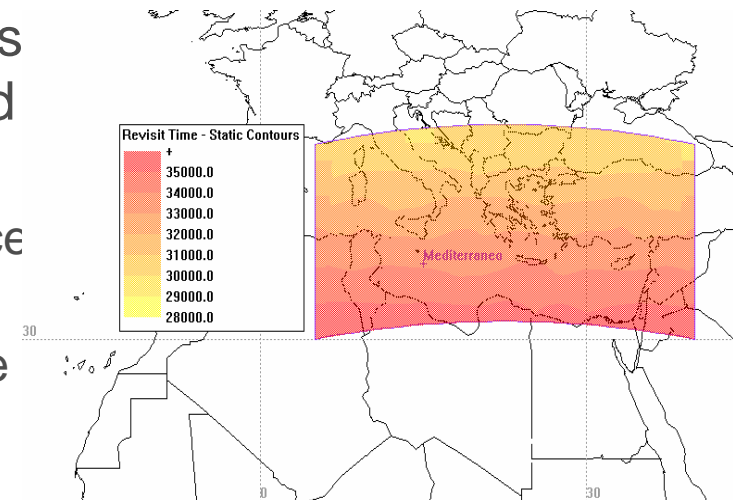 s
d
ce
e
Revisit Time - Static Contours
+
35000.0
34000.0
33000.0
32000.0
31000.0
30000.0
29000.0
28000.0
Mediterraneo
30
0
30